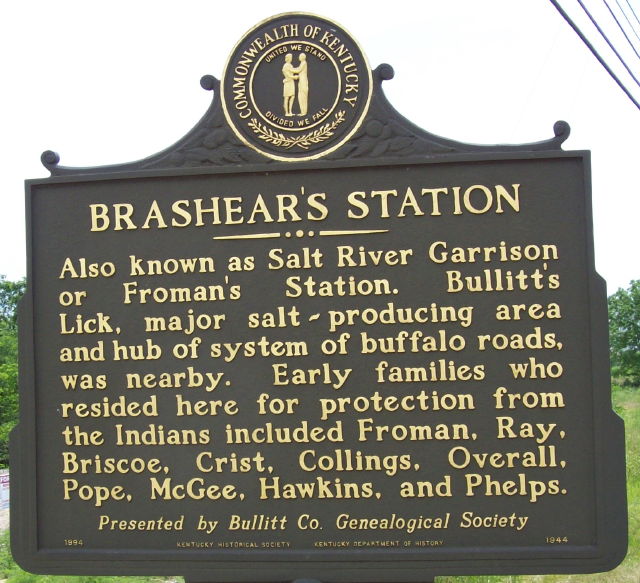 COMMONWEALTH OF KENTUCKY
UNITED WE STAND
DIVIDED WE FALL
BRASHEAR'S STATION
Also known as Salt River Garrison
or Froman's Station. Bullitt's
Lick, major salt-producing area
and hub of system of buffalo roads,
was nearby. Early families who
resided here for protection from
the Indians included Froman, Ray,
Briscoe, Crist, Collings, Overall,
Pope, McGee, Hawkins, and Phelps.
Presented by Bullitt Co. Genealogical Society
1994 KENTUCKY HISTORICAL SOCIETY KENTUCKY DEPARTMENT OF HISTORY 1944